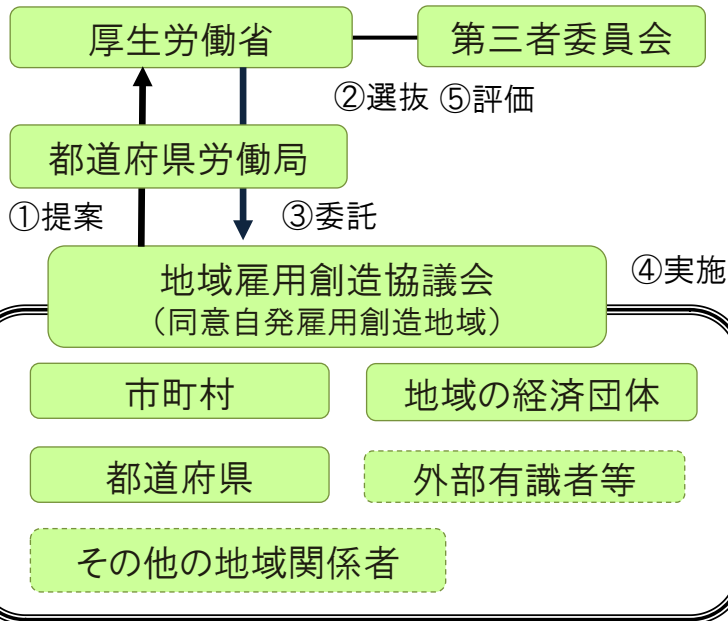 厚生労働省
第三者委員会
②選抜 ⑤評価
都道府県労働局
①提案
③委託
地域雇用創造協議会
(同意自発雇用創造地域)
④実施
市町村
地域の経済団体
都道府県
外部有識者等
その他の地域関係者